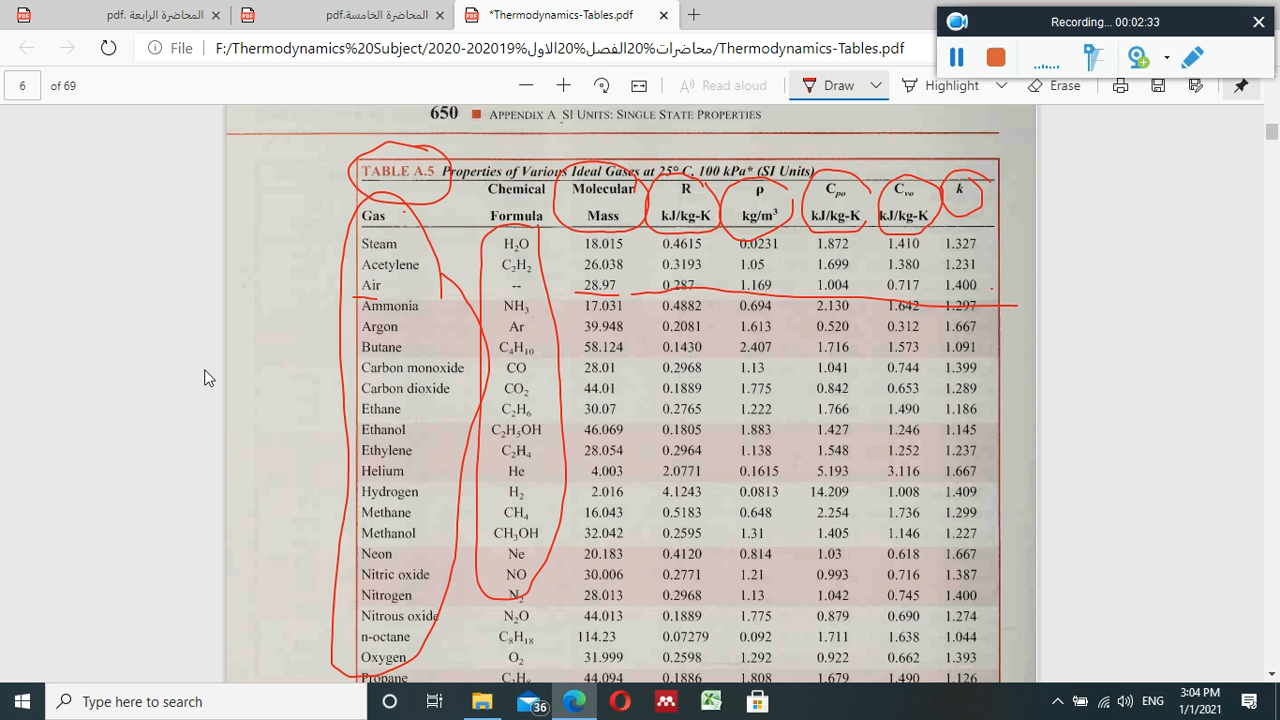 المحاضرة الرابعة .pdf
المحاضرة الخامسة.pdf
*Thermodynamics-Tables.pdf
Recording... 00:02:33
File
F:/Thermodynamics%20Subject/2020-202019%محاضرات%20الفصل%20الاول/Thermodynamics-Tables.pdf
6 of 69
Read aloud
Draw
Highlight
Erase
650 ■ APPENDIX A SI UNITS: SINGLE STATE PROPERTIES
TABLE A.5 Properties of Various Ideal Gases at 25° C, 100 kPa* (SI Units)
Chemical Molecular R ρ Cpo Cvo k
Gas Formula Mass kJ/kg-K kg/m³ kJ/kg-K kJ/kg-K
Steam H₂O 18.015 0.4615 0.0231 1.872 1.410 1.327
Acetylene C₂H₂ 26.038 0.3193 1.05 1.699 1.380 1.231
Air -- 28.97 0.287 1.169 1.004 0.717 1.400
Ammonia NH₃ 17.031 0.4882 0.694 2.130 1.642 1.297
Argon Ar 39.948 0.2081 1.613 0.520 0.312 1.667
Butane C₄H₁₀ 58.124 0.1430 2.407 1.716 1.573 1.091
Carbon monoxide CO 28.01 0.2968 1.13 1.041 0.744 1.399
Carbon dioxide CO₂ 44.01 0.1889 1.775 0.842 0.653 1.289
Ethane C₂H₆ 30.07 0.2765 1.222 1.766 1.490 1.186
Ethanol C₂H₅OH 46.069 0.1805 1.883 1.427 1.246 1.145
Ethylene C₂H₄ 28.054 0.2964 1.138 1.548 1.252 1.237
Helium He 4.003 2.0771 0.1615 5.193 3.116 1.667
Hydrogen H₂ 2.016 4.1243 0.0813 14.209 1.008 1.409
Methane CH₄ 16.043 0.5183 0.648 2.254 1.736 1.299
Methanol CH₃OH 32.042 0.2595 1.31 1.405 1.146 1.227
Neon Ne 20.183 0.4120 0.814 1.03 0.618 1.667
Nitric oxide NO 30.006 0.2771 1.21 0.993 0.716 1.387
Nitrogen N₂ 28.013 0.2968 1.13 1.042 0.745 1.400
Nitrous oxide N₂O 44.013 0.1889 1.775 0.879 0.690 1.274
n-octane C₈H₁₈ 114.23 0.07279 0.092 1.711 1.638 1.044
Oxygen O₂ 31.999 0.2598 1.292 0.922 0.662 1.393
Propane C₃H₈ 44.094 0.1886 1.808 1.679 1.490 1.126
Type here to search
36
ENG
3:04 PM
1/1/2021